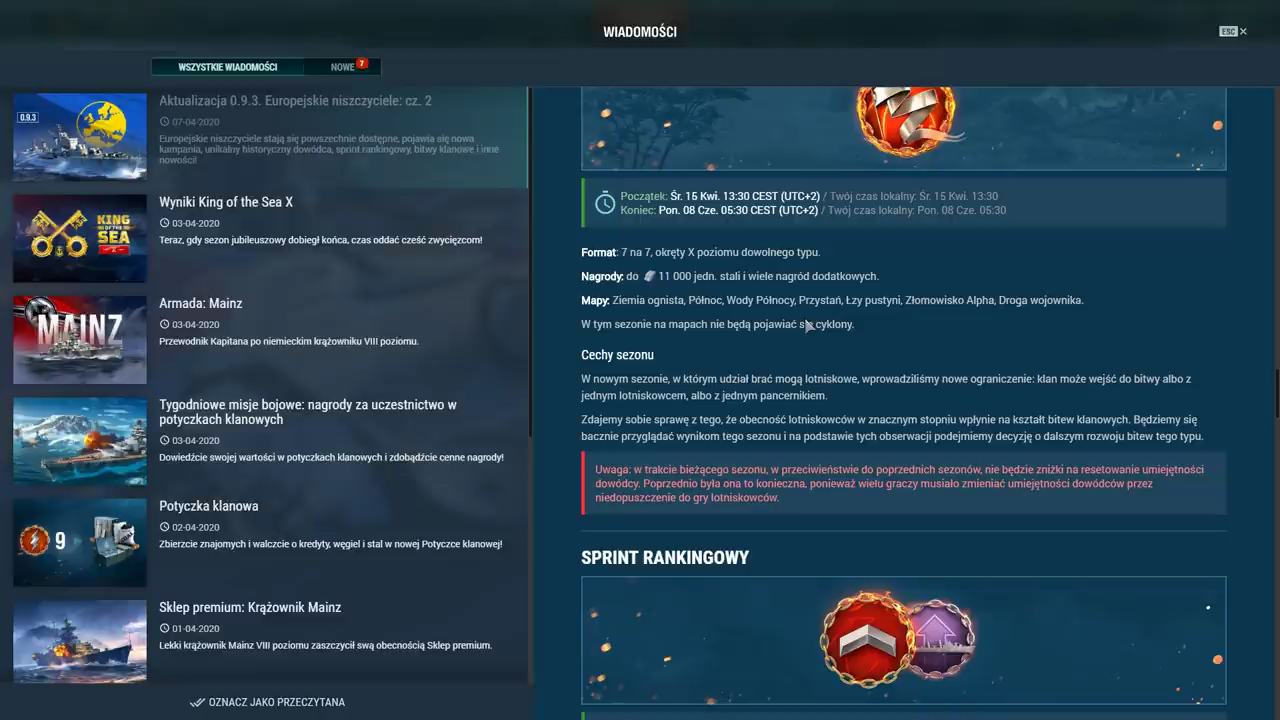 WIADOMOŚCI
ESC ×
WSZYSTKIE WIADOMOŚCI
NOWE 7
0.9.3
Aktualizacja 0.9.3. Europejskie niszczyciele: cz. 2
07-04-2020
Europejskie niszczyciele stają się powszechnie dostępne, pojawia się nowa
kampania, unikalny historyczny dowódca, sprint rankingowy, bitwy klanowe i inne
nowości!
KING
OF THE
SEA
Wyniki King of the Sea X
03-04-2020
Teraz, gdy sezon jubileuszowy dobiegł końca, czas oddać cześć zwycięzcom!
MAINZ
Armada: Mainz
03-04-2020
Przewodnik Kapitana po niemieckim krążowniku VIII poziomu.
Tygodniowe misje bojowe: nagrody za uczestnictwo w
potyczkach klanowych
03-04-2020
Dowiedźcie swojej wartości w potyczkach klanowych i zdobądźcie cenne nagrody!
9
Potyczka klanowa
02-04-2020
Zbierzcie znajomych i walczcie o kredyty, węgiel i stal w nowej Potyczce klanowej!
Sklep premium: Krążownik Mainz
01-04-2020
Lekki krążownik Mainz VIII poziomu zaszczycił swą obecnością Sklep premium.
OZNACZ JAKO PRZECZYTANA
Początek: Śr. 15 Kwi. 13:30 CEST (UTC+2) / Twój czas lokalny: Śr. 15 Kwi. 13:30
Koniec: Pon. 08 Cze. 05:30 CEST (UTC+2) / Twój czas lokalny: Pon. 08 Cze. 05:30
Format: 7 na 7, okręty X poziomu dowolnego typu.
Nagrody: do 11 000 jedn. stali i wiele nagród dodatkowych.
Mapy: Ziemia ognista, Północ, Wody Północy, Przystań, Łzy pustyni, Złomowisko Alpha, Droga wojownika.
W tym sezonie na mapach nie będą pojawiać się cyklony.
Cechy sezonu
W nowym sezonie, w którym udział brać mogą lotniskowe, wprowadziliśmy nowe ograniczenie: klan może wejść do bitwy albo z
jednym lotniskowcem, albo z jednym pancernikiem.
Zdajemy sobie sprawę z tego, że obecność lotniskowców w znacznym stopniu wpłynie na kształt bitew klanowych. Będziemy się
bacznie przyglądać wynikom tego sezonu i na podstawie tych obserwacji podejmiemy decyzję o dalszym rozwoju bitew tego typu.
Uwaga: w trakcie bieżącego sezonu, w przeciwieństwie do poprzednich sezonów, nie będzie zniżki na resetowanie umiejętności
dowódcy. Poprzednio była ona to konieczna, ponieważ wielu graczy musiało zmieniać umiejętności dowódców przez
niedopuszczenie do gry lotniskowców.
SPRINT RANKINGOWY